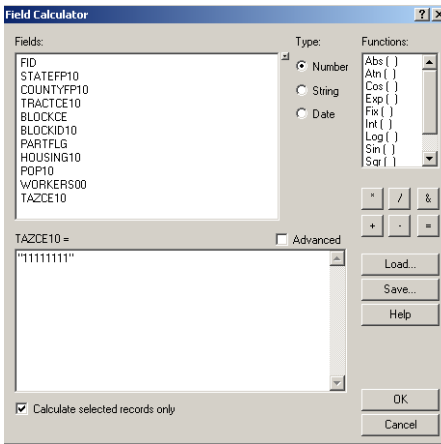 Field Calculator
Fields:
Type:
Functions:
FID
STATEFP10
COUNTYFP10
TRACTCE10
BLOCKCE
BLOCKID10
PARTFLG
HOUSING10
POP10
WORKERS00
TAZCE10
Number
String
Date
Abs ( )
Atn ( )
Cos ( )
Exp ( )
Fix ( )
Int ( )
Log ( )
Sin ( )
Sqr ( )
* / &
+ - =
TAZCE10 =
Advanced
"11111111"
Load...
Save...
Help
Calculate selected records only
OK
Cancel